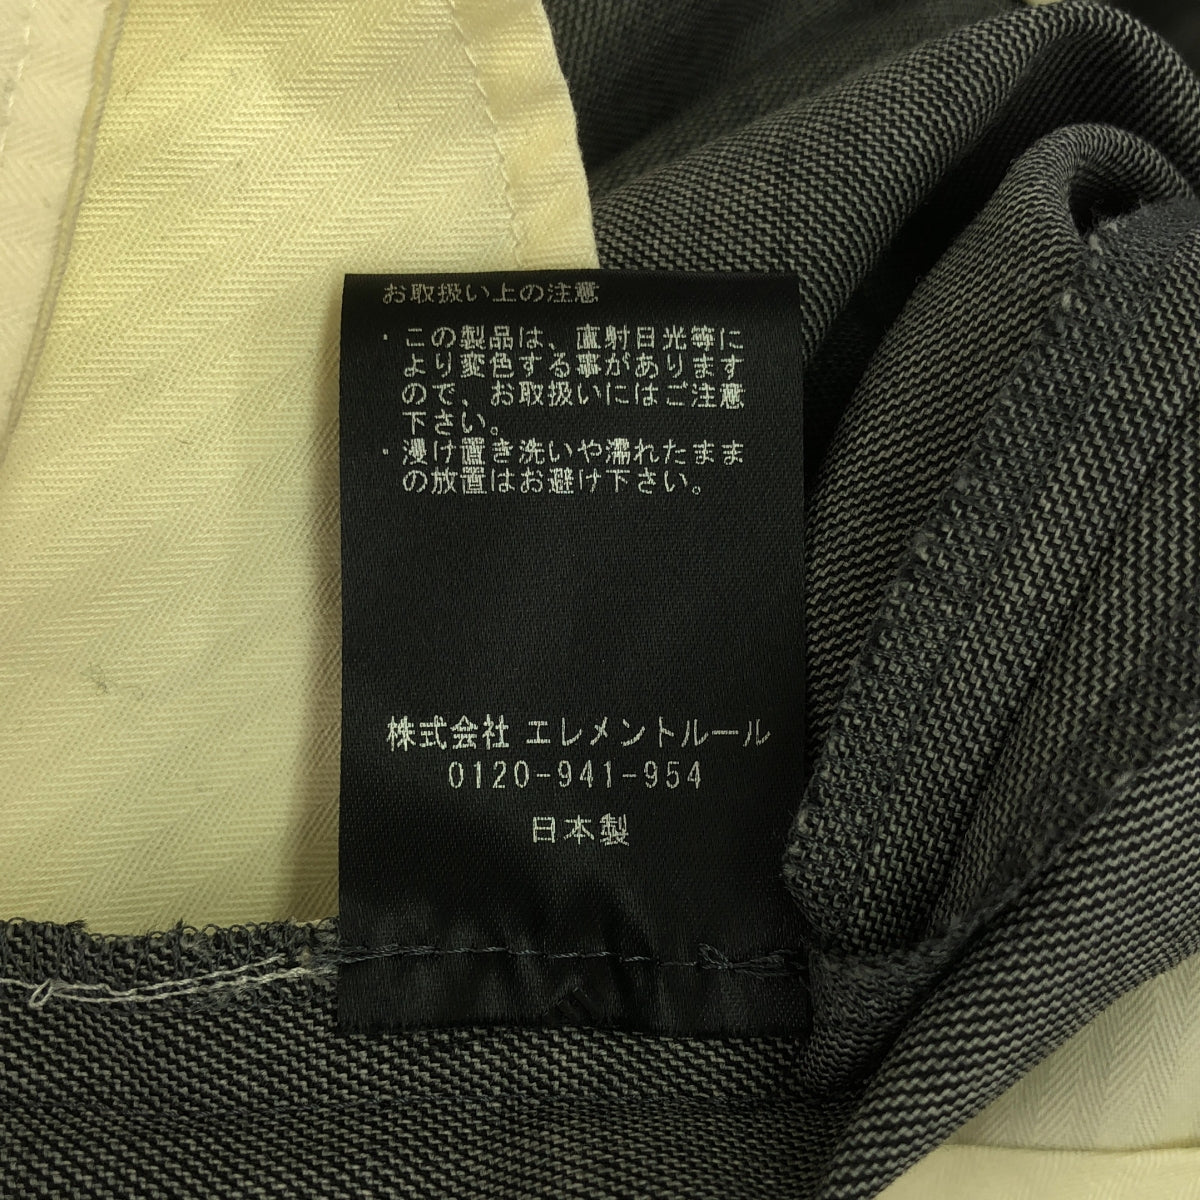 お取扱い上の注意
・この製品は、直射日光等に
より変色する事があります
ので、お取扱いにはご注意
下さい。
・浸け置き洗いや濡れたまま
の放置はお避け下さい。
株式会社 エレメントルール
0120-941-954
日本製